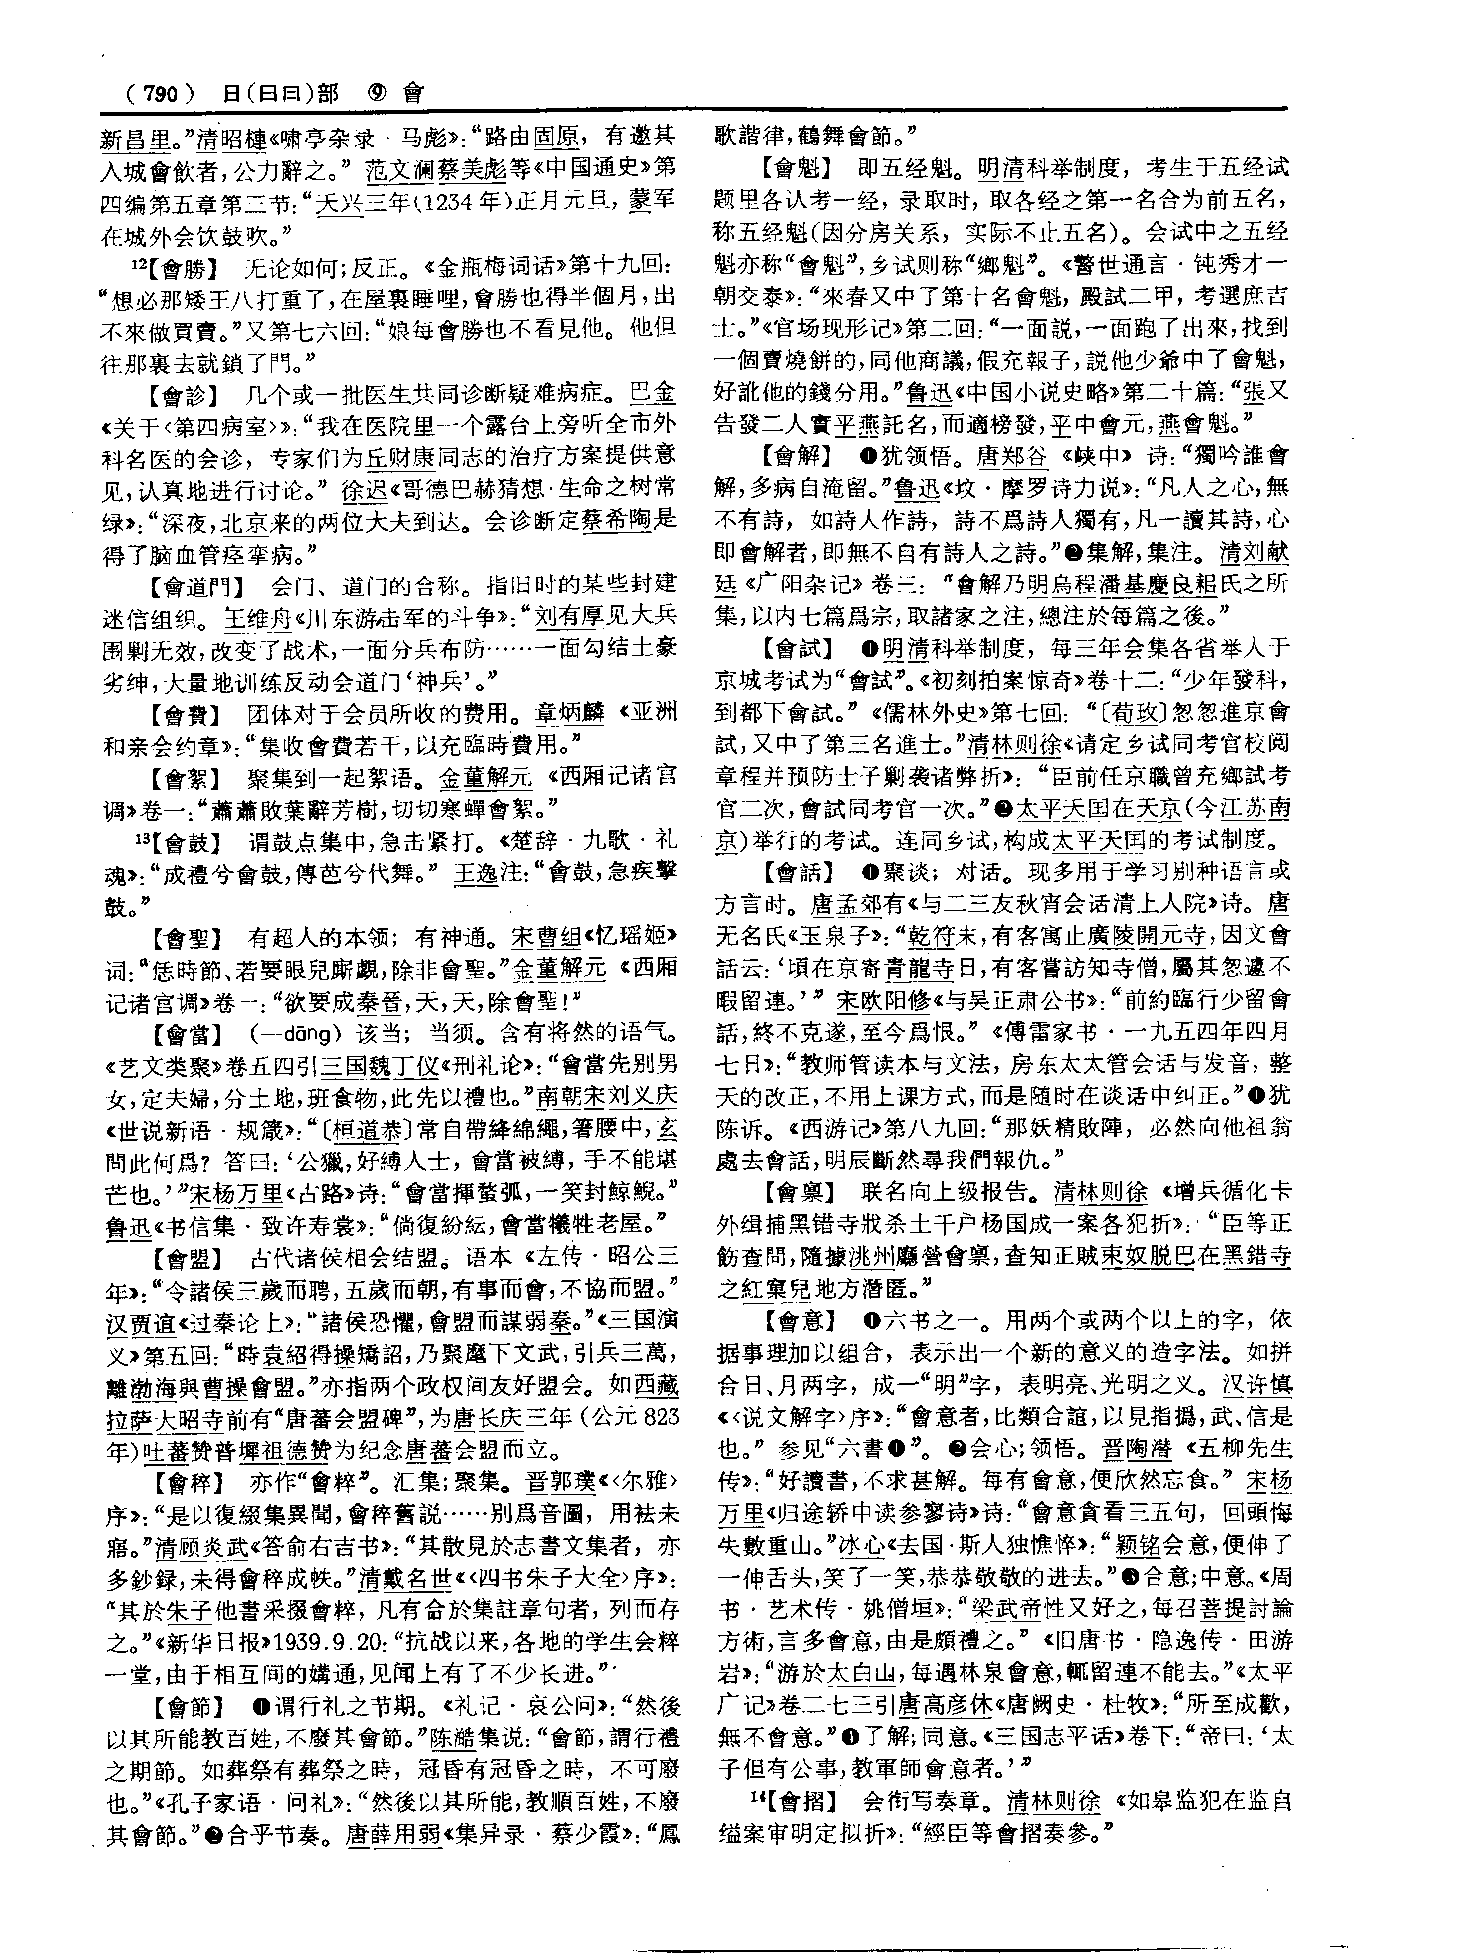 （790） 日（日曰）部 ⑨ 會
新昌里。”清昭槤《啸亭杂录·马彪》：“路由固原，有邀其
入城會飲者，公力辭之。” 范文澜蔡美彪等《中国通史》第
四编第五章第三节：“天兴三年（1234年）正月元旦，蒙军
在城外会饮鼓吹。”
12【會勝】 无论如何；反正。《金瓶梅词话》第十九回：
“想必那矮王八打重了，在屋裏睡哩，會勝也得半個月，出
不來做買賣。”又第七六回：“娘每會勝也不看見他。他但
往那裏去就鎖了門。”
【會診】 几个或一批医生共同诊断疑难病症。巴金
《关于〈第四病室〉》：“我在医院里一个露台上旁听全市外
科名医的会诊，专家们为丘财康同志的治疗方案提供意
见，认真地进行讨论。” 徐迟《哥德巴赫猜想·生命之树常
绿》：“深夜，北京来的两位大夫到达。会诊断定蔡希陶是
得了脑血管痉挛病。”
【會道門】 会门、道门的合称。指旧时的某些封建
迷信组织。王维舟《川东游击军的斗争》：“刘有厚见大兵
围剿无效，改变了战术，一面分兵布防……一面勾结土豪
劣绅，大量地训练反动会道门‘神兵’。”
【會費】 团体对于会员所收的费用。章炳麟《亚洲
和亲会约章》：“集收會費若干，以充臨時費用。”
【會絮】 聚集到一起絮语。金董解元《西厢记诸宫
调》卷一：“蕭蕭敗葉辭芳樹，切切寒蟬會絮。”
13【會鼓】 谓鼓点集中，急击紧打。《楚辞·九歌·礼
魂》：“成禮兮會鼓，傳芭兮代舞。” 王逸注：“會鼓，急疾擊
鼓。”
【會聖】 有超人的本领；有神通。宋曹组《忆瑶姬》
词：“恁時節、若要眼兒廝覷，除非會聖。”金董解元《西厢
记诸宫调》卷一：“欲要成秦晉，天，天，除會聖！”
【會當】（—dāng）该当；当须。含有将然的语气。
《艺文类聚》卷五四引三国魏丁仪《刑礼论》：“會當先别男
女，定夫婦，分土地，班食物，此先以禮也。”南朝宋刘义庆
《世说新语·规箴》：“〔桓道恭〕常自帶絳綿繩，箸腰中，玄
問此何爲？答曰：‘公獵，好縛人士，會當被縛，手不能堪
芒也。’”宋杨万里《古路》诗：“會當揮蝥弧，一笑封鯨鯢。”
鲁迅《书信集·致许寿裳》：“倘復紛紜，會當犧牲老屋。”
【會盟】 古代诸侯相会结盟。语本《左传·昭公三
年》：“令諸侯三歲而聘，五歲而朝，有事而會，不協而盟。”
汉贾谊《过秦论上》：“諸侯恐懼，會盟而謀弱秦。”《三国演
义》第五回：“時袁紹得操矯詔，乃聚麾下文武，引兵三萬，
離渤海與曹操會盟。”亦指两个政权间友好盟会。如西藏
拉萨大昭寺前有“唐蕃会盟碑”，为唐长庆三年（公元823
年）吐蕃赞普墀祖德赞为纪念唐蕃会盟而立。
【會稡】 亦作“會粹”。汇集；聚集。晋郭璞《〈尔雅〉
序》：“是以復綴集異聞，會稡舊説……别爲音圖，用袪未
寤。”清顾炎武《答俞右吉书》：“其散見於志書文集者，亦
多鈔録，未得會稡成帙。”清戴名世《〈四书朱子大全〉序》：
“其於朱子他書采掇會粹，凡有合於集註章句者，列而存
之。”《新华日报》1939.9.20：“抗战以来，各地的学生会粹
一堂，由于相互间的媾通，见闻上有了不少长进。”
【會節】 ❶谓行礼之节期。《礼记·哀公问》：“然後
以其所能教百姓，不廢其會節。”陈澔集说：“會節，謂行禮
之期節。如葬祭有葬祭之時，冠昏有冠昏之時，不可廢
也。”《孔子家语·问礼》：“然後以其所能，教順百姓，不廢
其會節。”❷合乎节奏。唐薛用弱《集异录·蔡少霞》：“鳳
歌諧律，鶴舞會節。”
【會魁】 即五经魁。明清科举制度，考生于五经试
题里各认考一经，录取时，取各经之第一名合为前五名，
称五经魁（因分房关系，实际不止五名）。会试中之五经
魁亦称“會魁”，乡试则称“鄉魁”。《警世通言·钝秀才一
朝交泰》：“來春又中了第十名會魁，殿試二甲，考選庶吉
士。”《官场现形记》第二回：“一面説，一面跑了出來，找到
一個賣燒餅的，同他商議，假充報子，説他少爺中了會魁，
好訛他的錢分用。”鲁迅《中国小说史略》第二十篇：“張又
告發二人實平燕託名，而適榜發，平中會元，燕會魁。”
【會解】 ❶犹领悟。唐郑谷《峡中》诗：“獨吟誰會
解，多病自淹留。”鲁迅《坟·摩罗诗力说》：“凡人之心，無
不有詩，如詩人作詩，詩不爲詩人獨有，凡一讀其詩，心
即會解者，即無不自有詩人之詩。”❷集解，集注。清刘献
廷《广阳杂记》卷三：“會解乃明烏程潘基慶良耜氏之所
集，以内七篇爲宗，取諸家之注，總注於每篇之後。”
【會試】 ❶明清科举制度，每三年会集各省举人于
京城考试为“會試”。《初刻拍案惊奇》卷十二：“少年發科，
到都下會試。”《儒林外史》第七回：“〔荀玫〕忽忽進京會
試，又中了第三名進士。”清林则徐《请定乡试同考官校阅
章程并预防士子剿袭诸弊折》：“臣前任京職曾充鄉試考
官二次，會試同考官一次。”❷太平天国在天京（今江苏南
京）举行的考试。连同乡试，构成太平天国的考试制度。
【會話】 ❶聚谈；对话。现多用于学习别种语言或
方言时。唐孟郊有《与二三友秋宵会话清上人院》诗。唐
无名氏《玉泉子》：“乾符末，有客寓止廣陵開元寺，因文會
話云：‘頃在京寄青龍寺日，有客嘗訪知寺僧，屬其怱遽不
暇留連。’” 宋欧阳修《与吴正肃公书》：“前約臨行少留會
話，終不克遂，至今爲恨。”《傅雷家书·一九五四年四月
七日》：“教师管读本与文法，房东太太管会话与发音，整
天的改正，不用上课方式，而是随时在谈话中纠正。”❶犹
陈诉。《西游记》第八九回：“那妖精敗陣，必然向他祖翁
處去會話，明辰斷然尋我們報仇。”
【會禀】 联名向上级报告。清林则徐《增兵循化卡
外缉捕黑错寺戕杀土千户杨国成一案各犯折》：“臣等正
飭查問，隨據洮州廳營會禀，查知正賊束奴脱巴在黑錯寺
之紅窠兒地方潛匿。”
【會意】 ❶六书之一。用两个或两个以上的字，依
据事理加以组合，表示出一个新的意义的造字法。如拼
合日、月两字，成一“明”字，表明亮、光明之义。汉许慎
《〈说文解字〉序》：“會意者，比類合誼，以見指撝，武、信是
也。” 参见“六書❶”。❷会心；领悟。晋陶潜《五柳先生
传》：“好讀書，不求甚解。每有會意，便欣然忘食。” 宋杨
万里《归途轿中读参寥诗》诗：“會意貪看三五句，回頭悔
失數重山。”冰心《去国·斯人独憔悴》：“颖铭会意，便伸了
一伸舌头，笑了一笑，恭恭敬敬的进去。”❸合意；中意。《周
书·艺术传·姚僧垣》：“梁武帝性又好之，每召菩提討論
方術，言多會意，由是頗禮之。”《旧唐书·隐逸传·田游
岩》：“游於太白山，每遇林泉會意，輒留連不能去。”《太平
广记》卷二七三引唐高彦休《唐阙史·杜牧》：“所至成歡，
無不會意。”❹了解；同意。《三国志平话》卷下：“帝曰：‘太
子但有公事，教軍師會意者。’”
14【會摺】 会衔写奏章。清林则徐《如皋监犯在监自
缢案审明定拟折》：“經臣等會摺奏參。”